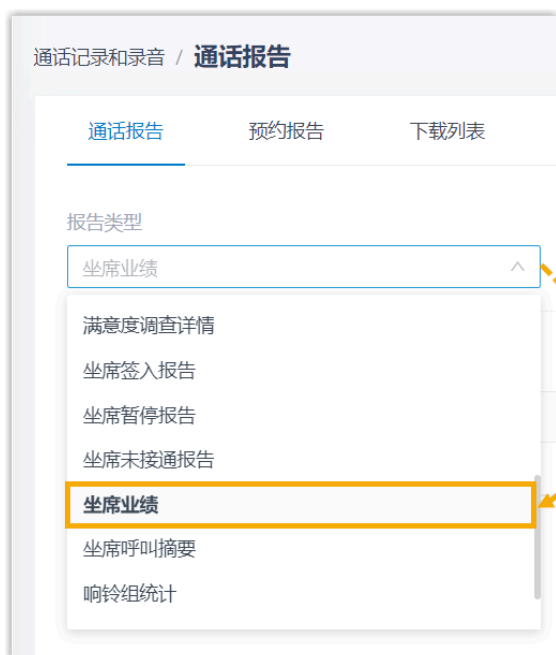 通话记录和录音 / 通话报告
通话报告 预约报告 下载列表
报告类型
坐席业绩
满意度调查详情
坐席签入报告
坐席暂停报告
坐席未接通报告
坐席业绩
坐席呼叫摘要
响铃组统计